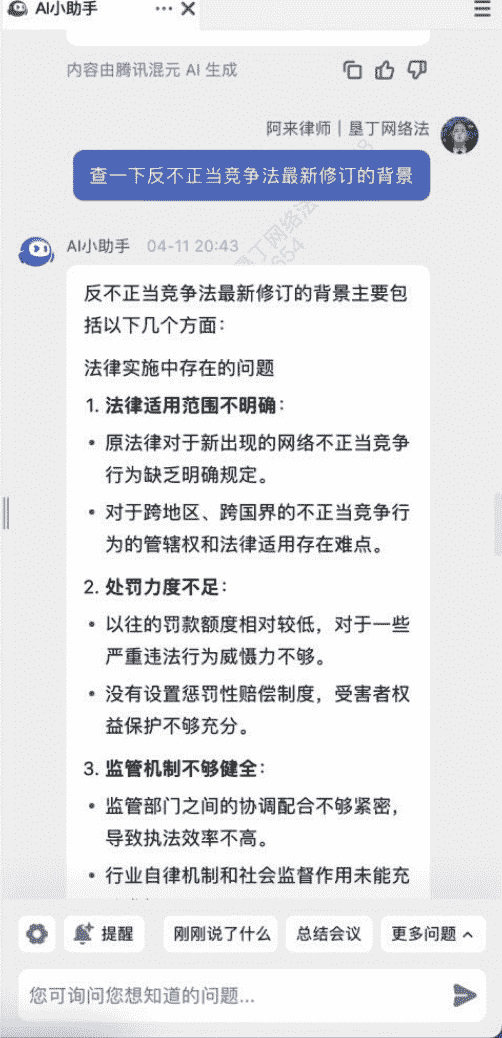 AI小助手
内容由腾讯混元 AI 生成
阿来律师｜垦丁网络法
查一下反不正当竞争法最新修订的背景
AI小助手 04-11 20:43
反不正当竞争法最新修订的背景主要包
括以下几个方面：
法律实施中存在的问题
1. 法律适用范围不明确：
• 原法律对于新出现的网络不正当竞争
行为缺乏明确规定。
• 对于跨地区、跨国界的不正当竞争行
为的管辖权和法律适用存在难点。
2. 处罚力度不足：
• 以往的罚款额度相对较低，对于一些
严重违法行为威慑力不够。
• 没有设置惩罚性赔偿制度，受害者权
益保护不够充分。
3. 监管机制不够健全：
• 监管部门之间的协调配合不够紧密，
导致执法效率不高。
• 行业自律机制和社会监督作用未能充
提醒 刚刚说了什么 总结会议 更多问题
您可询问您想知道的问题...